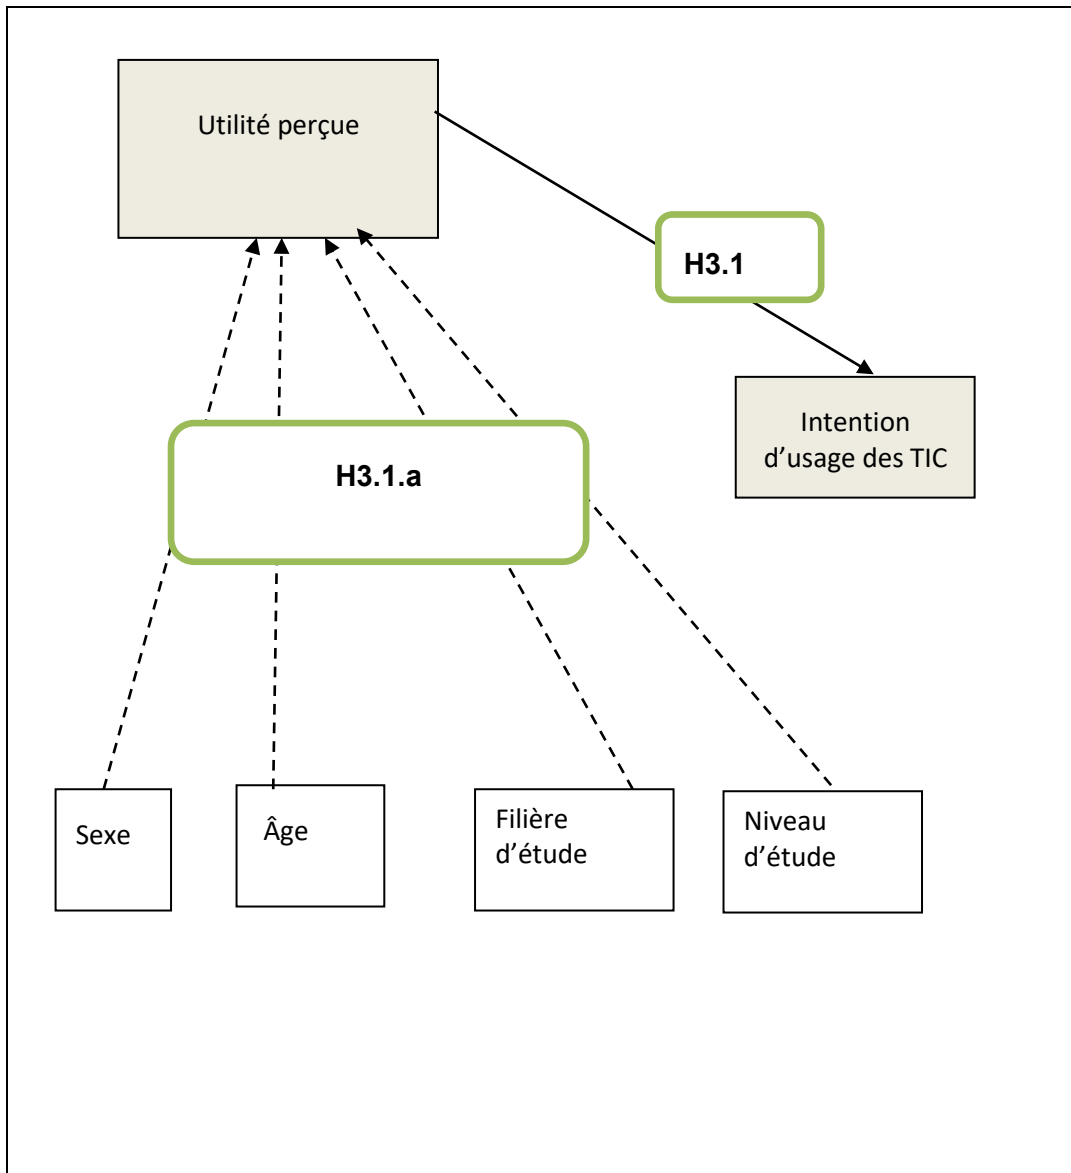 Utilité perçue
H3.1
Intention
d’usage des TIC
H3.1.a
Sexe
Âge
Filière
d’étude
Niveau
d’étude